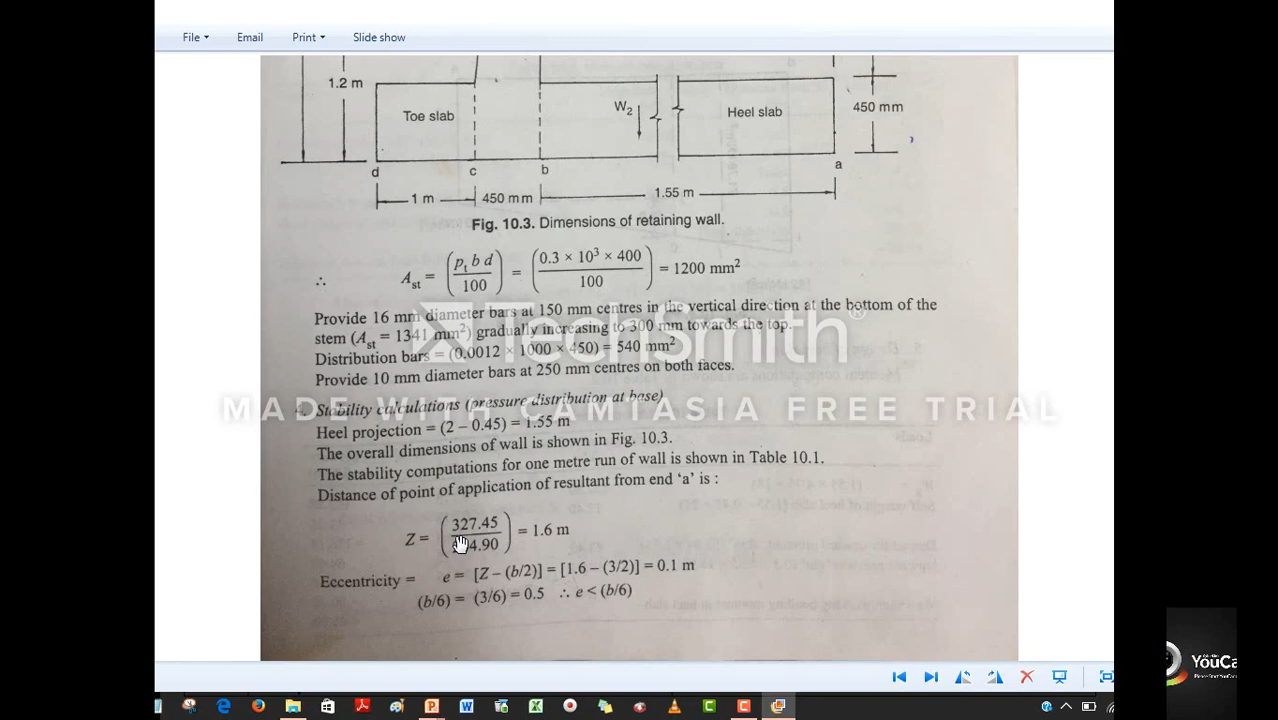 File
Email
Print
Slide show
1.2 m
Toe slab
W2
Heel slab
450 mm
d
c
b
a
1 m
450 mm
1.55 m
Fig. 10.3. Dimensions of retaining wall.
∴ Ast = (pt b d / 100) = (0.3 × 10³ × 400 / 100) = 1200 mm²
Provide 16 mm diameter bars at 150 mm centres in the vertical direction at the bottom of the
stem (Ast = 1341 mm²) gradually increasing to 300 mm towards the top.
Distribution bars = (0.0012 × 1000 × 450) = 540 mm²
Provide 10 mm diameter bars at 250 mm centres on both faces.
TechSmith®
MADE WITH CAMTASIA FREE TRIAL
4. Stability calculations (pressure distribution at base)
Heel projection = (2 – 0.45) = 1.55 m
The overall dimensions of wall is shown in Fig. 10.3.
The stability computations for one metre run of wall is shown in Table 10.1.
Distance of point of application of resultant from end 'a' is :
Z = (327.45 / 4.90) = 1.6 m
Eccentricity = e = [Z – (b/2)] = [1.6 – (3/2)] = 0.1 m
(b/6) = (3/6) = 0.5 ∴ e < (b/6)